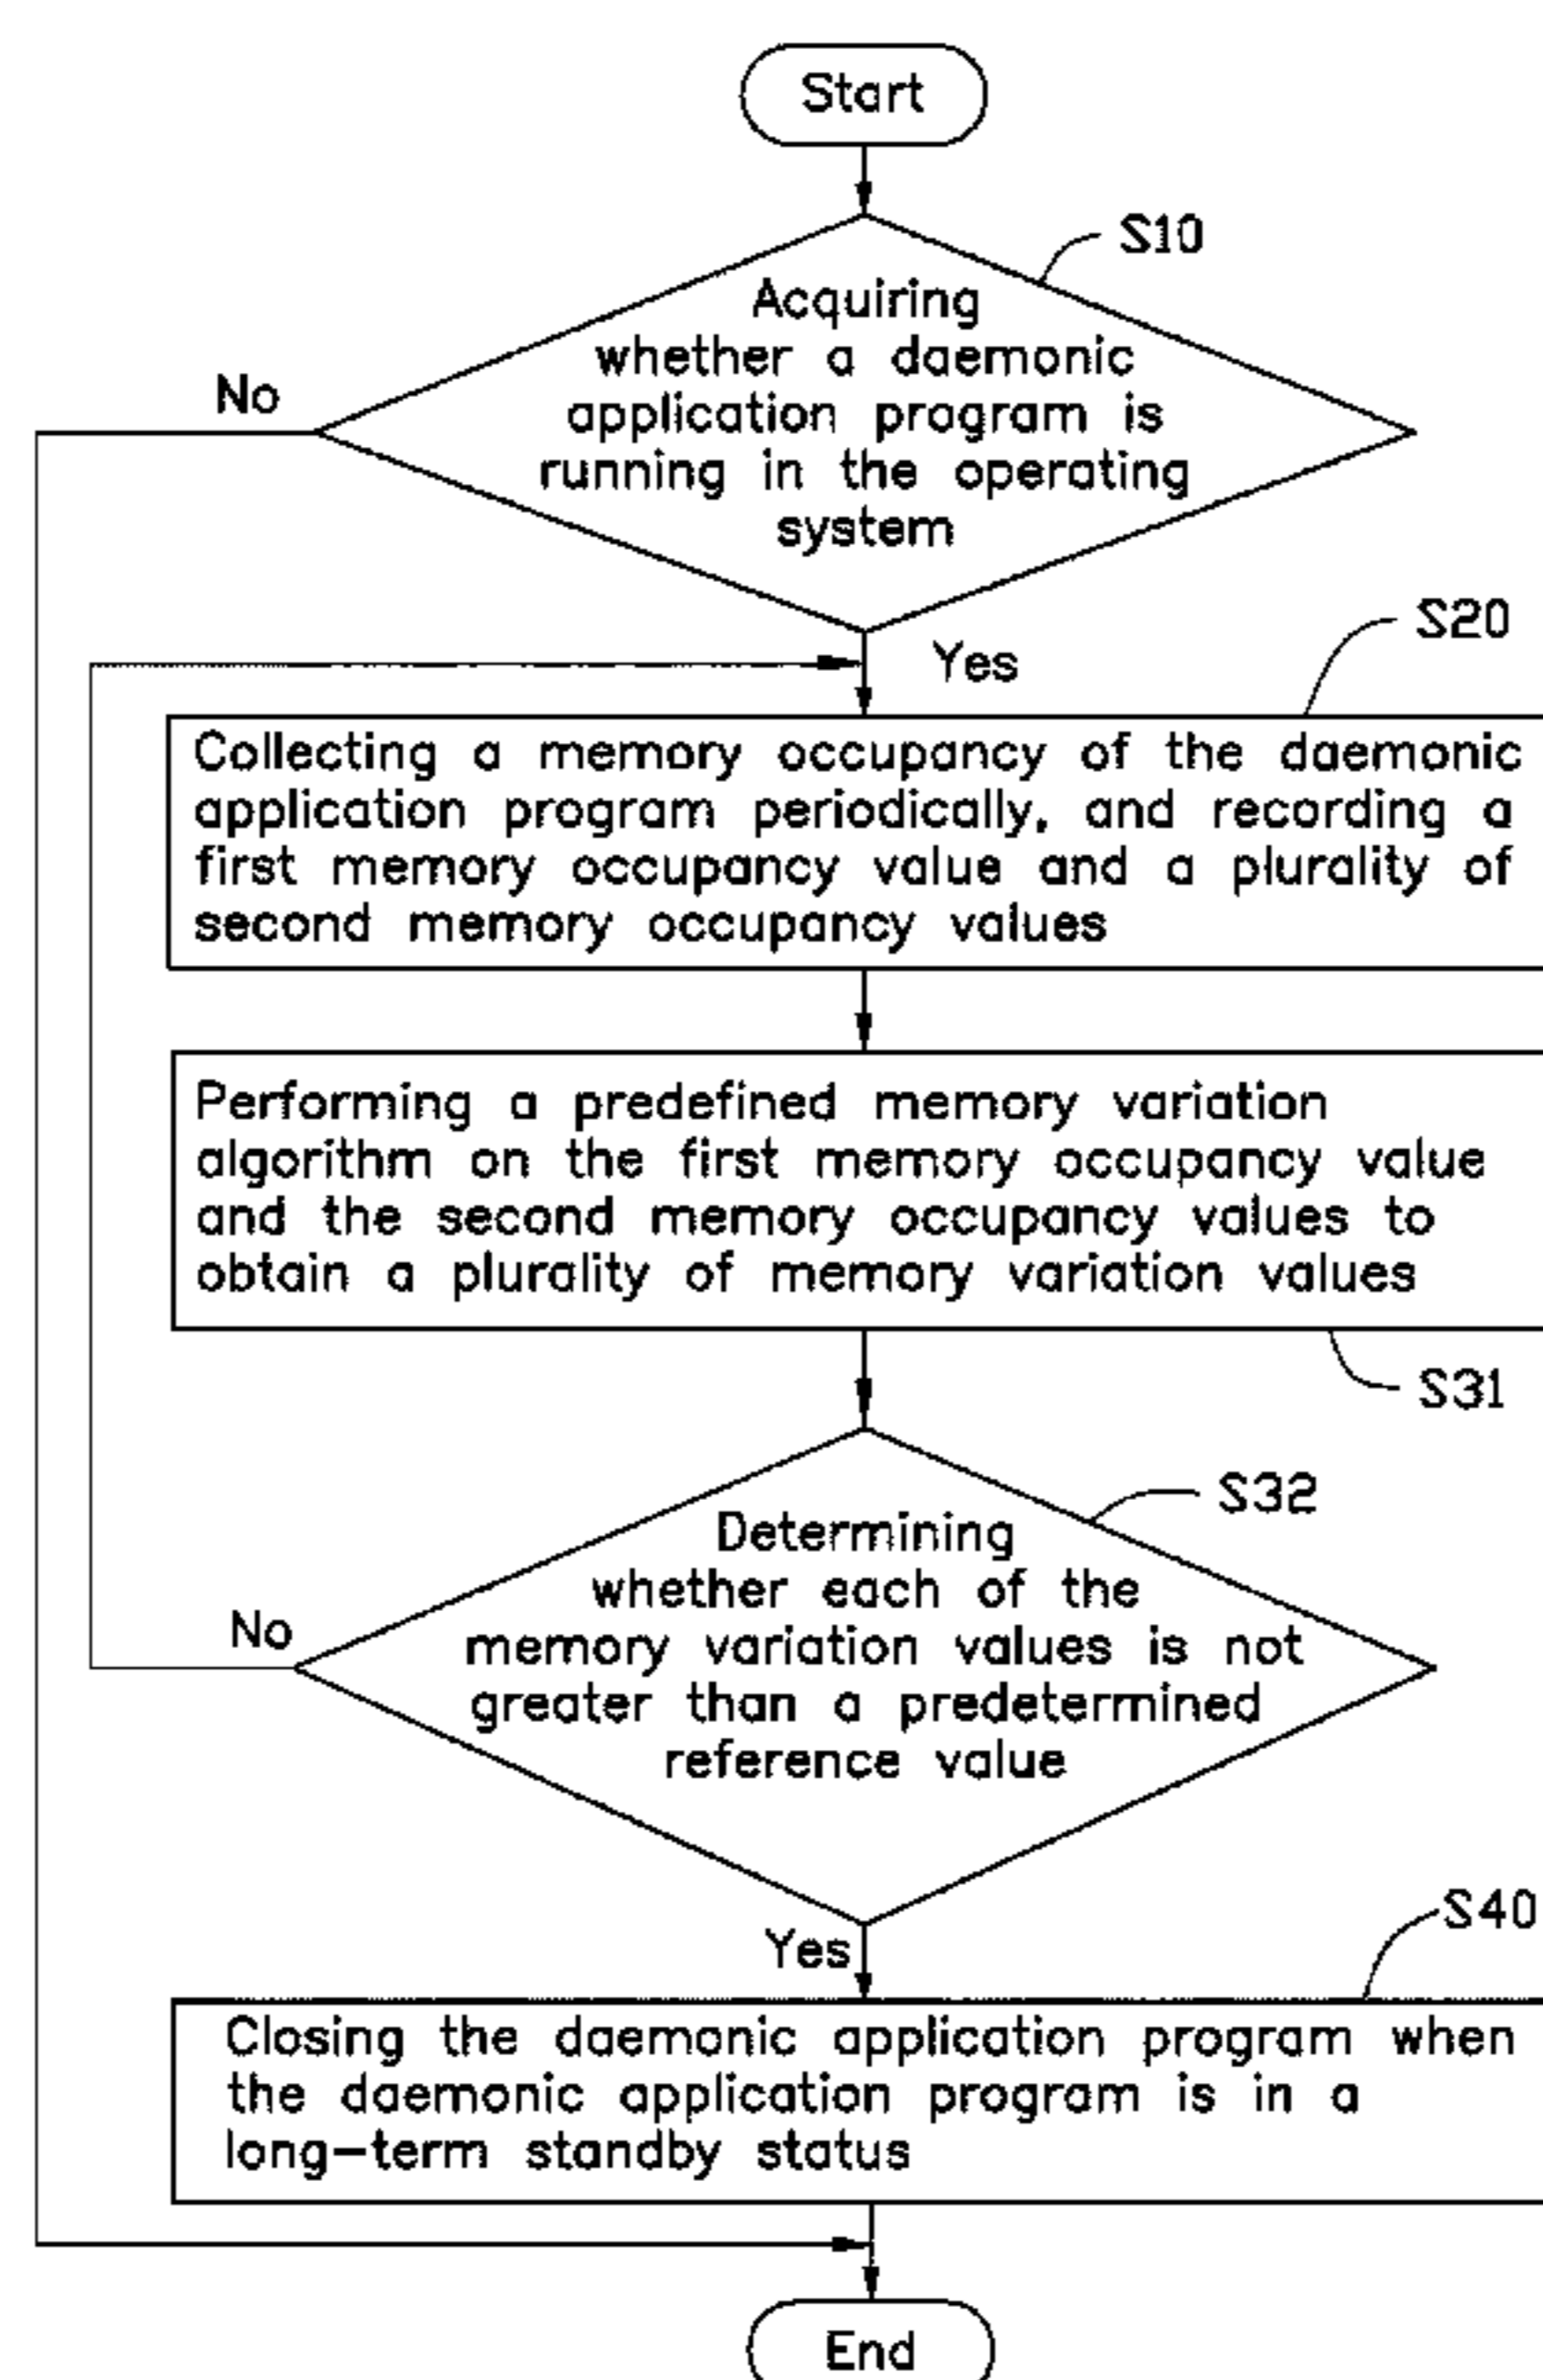 Start
S10
Acquiring
whether a daemonic
application program is
running in the operating
system
No
Yes
S20
Collecting a memory occupancy of the daemonic
application program periodically, and recording a
first memory occupancy value and a plurality of
second memory occupancy values
Performing a predefined memory variation
algorithm on the first memory occupancy value
and the second memory occupancy values to
obtain a plurality of memory variation values
S31
S32
Determining
whether each of the
memory variation values is not
greater than a predetermined
reference value
No
Yes
S40
Closing the daemonic application program when
the daemonic application program is in a
long-term standby status
End